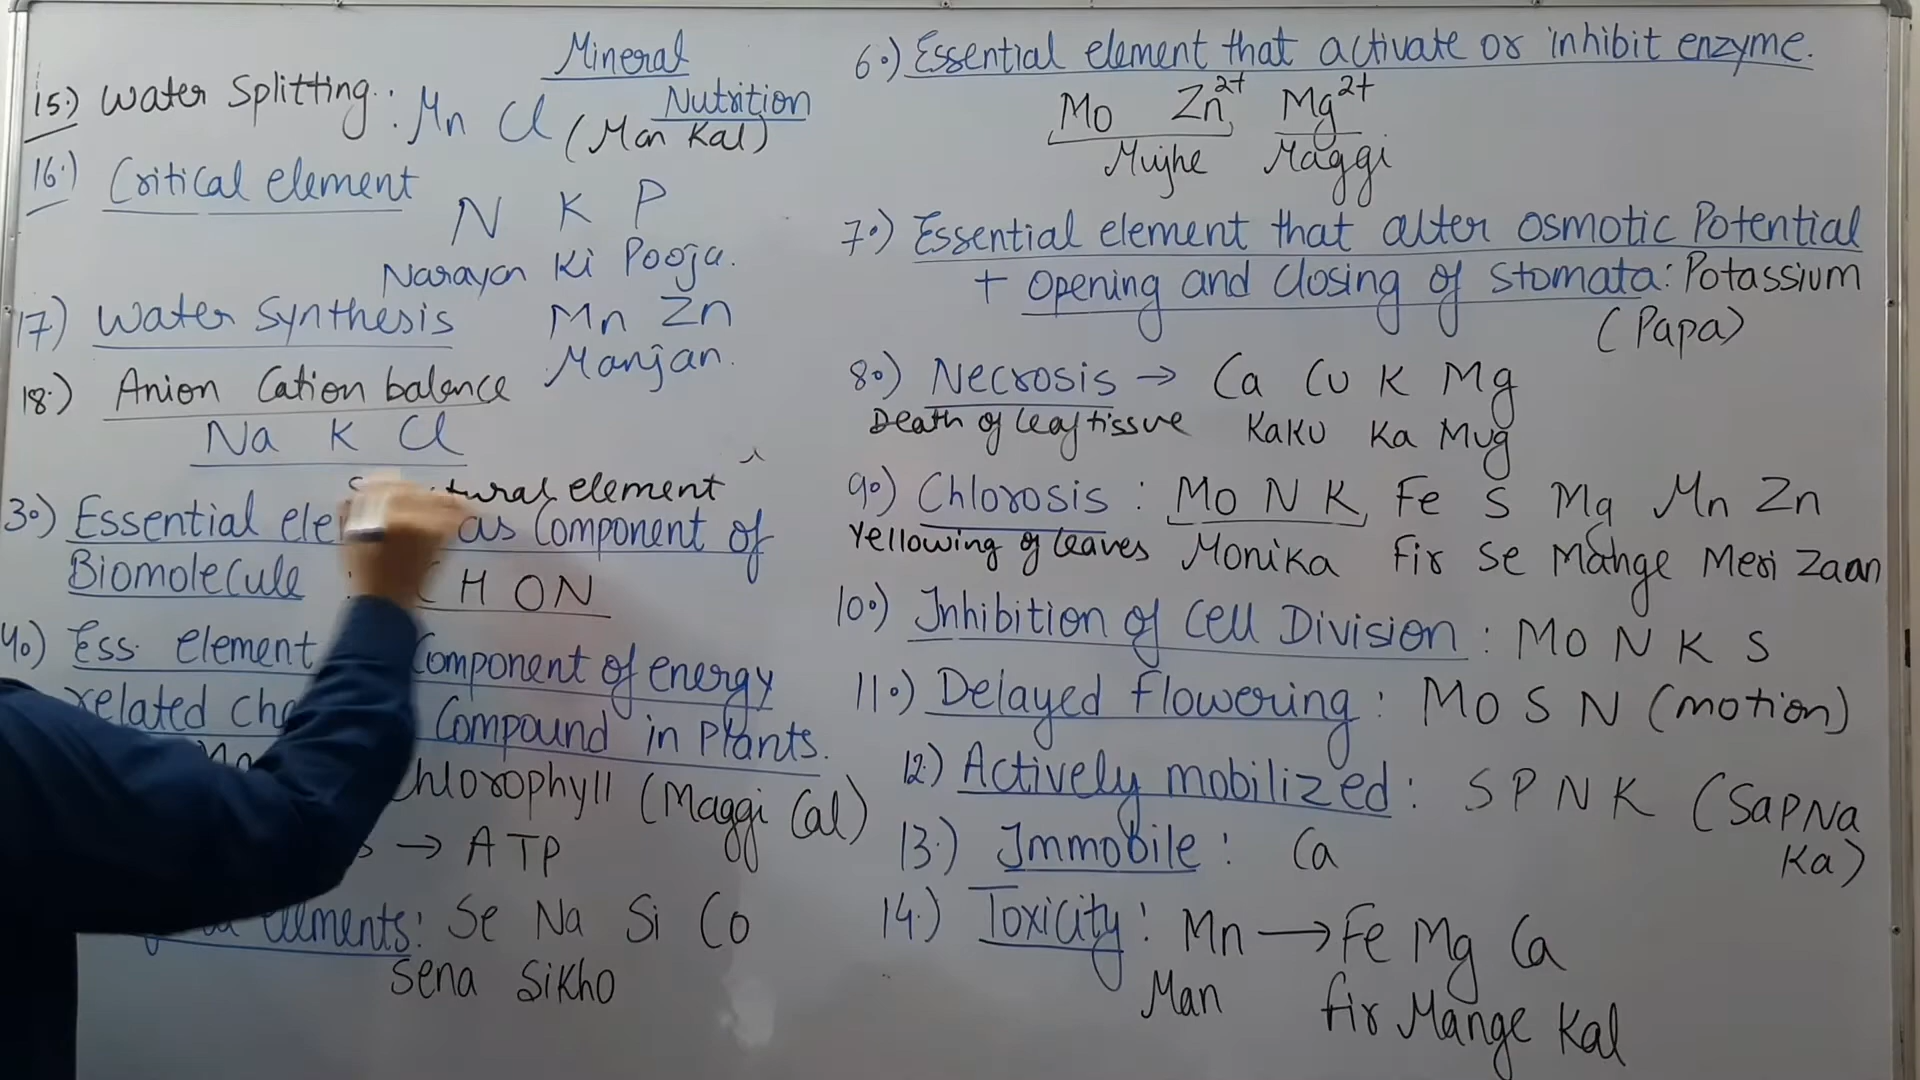 Mineral
Nutrition
15.) Water Splitting: Mn Cl (Man Kal)
16.) Critical element
N K P
Narayan Ki Pooja.
17.) Water Synthesis Mn Zn
Manjan.
18.) Anion Cation balance
Na K Cl
element
3.) Essential as Component of
Biomolecule : C H O N
4.) Ess. element Component of energy
related Compound in Plants.
Chlorophyll (Maggi Cal)
→ ATP
: Se Na Si Co
Sena Sikho
6.) Essential element that activate or inhibit enzyme.
Mo Zn²⁺ Mg²⁺
Mujhe Maggi
7.) Essential element that alter osmotic Potential
+ Opening and Closing of Stomata: Potassium
(Papa)
8.) Necrosis → Ca Cu K Mg
Death of leaf tissue KaKu Ka Mug
9.) Chlorosis : Mo N K Fe S Mg Mn Zn
Yellowing of leaves Monika Fir Se Mange Meri Zaan
10.) Inhibition of Cell Division : Mo N K S
11.) Delayed Flowering : Mo S N (motion)
12.) Actively mobilized : S P N K (SaPNa
Ka)
13.) Immobile : Ca
14.) Toxicity : Mn → Fe Mg Ca
Man fir Mange Kal